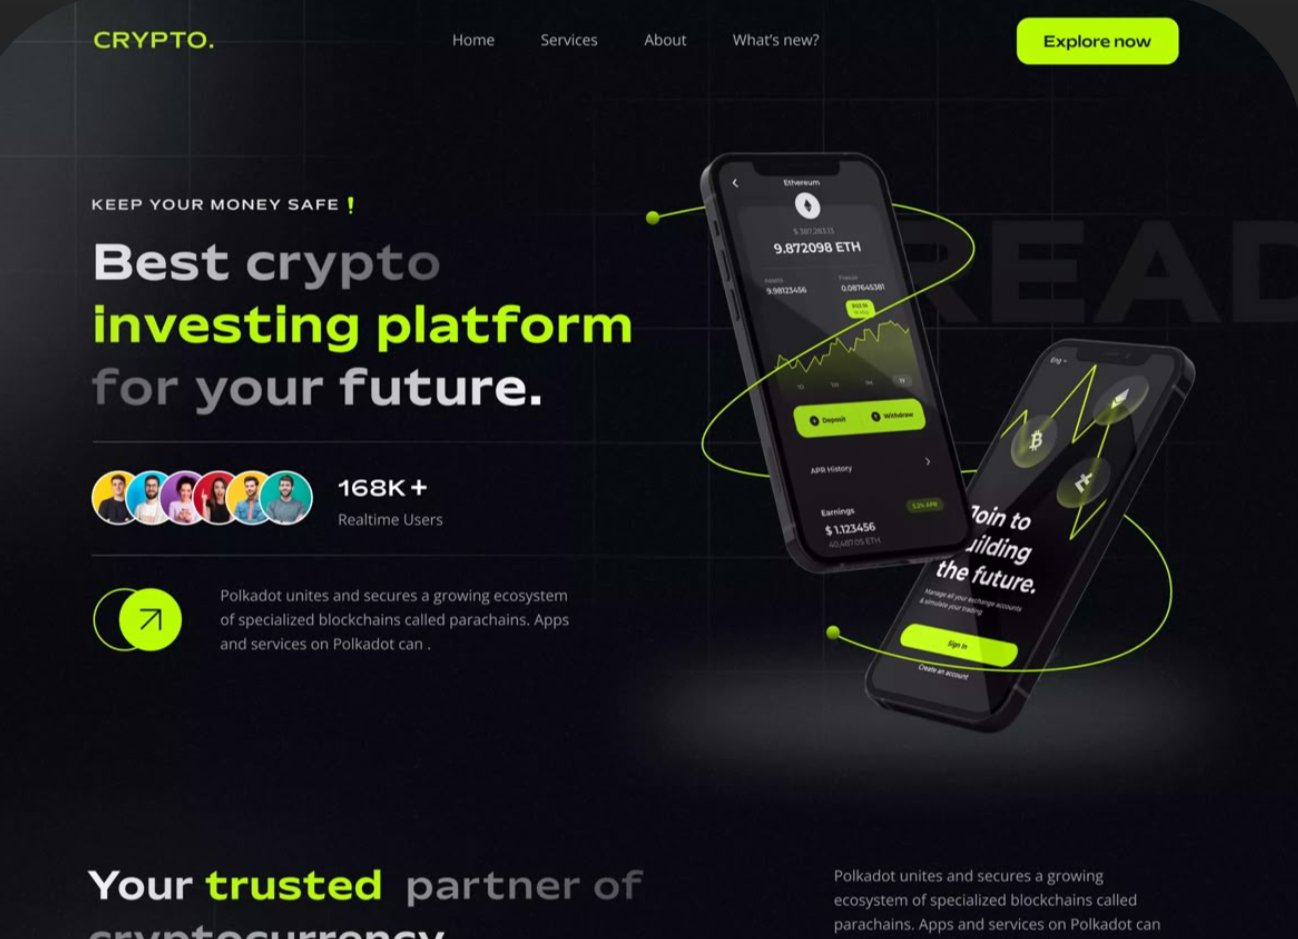 CRYPTO.
Home
Services
About
What's new?
Explore now
KEEP YOUR MONEY SAFE !
Best crypto
investing platform
for your future.
168K+
Realtime Users
Polkadot unites and secures a growing ecosystem
of specialized blockchains called parachains. Apps
and services on Polkadot can .
READ
Ethereum
9.872098 ETH
9.98123456
0.087645381
Deposit
Withdraw
APR History
Earnings
$ 1.123456
40,487.05 ETH
Eng
Join to
uilding
the future.
Manage all your exchange accounts
& simulate your trading
Sign In
Create an account
Your trusted partner of
cryptocurrency
Polkadot unites and secures a growing
ecosystem of specialized blockchains called
parachains. Apps and services on Polkadot can